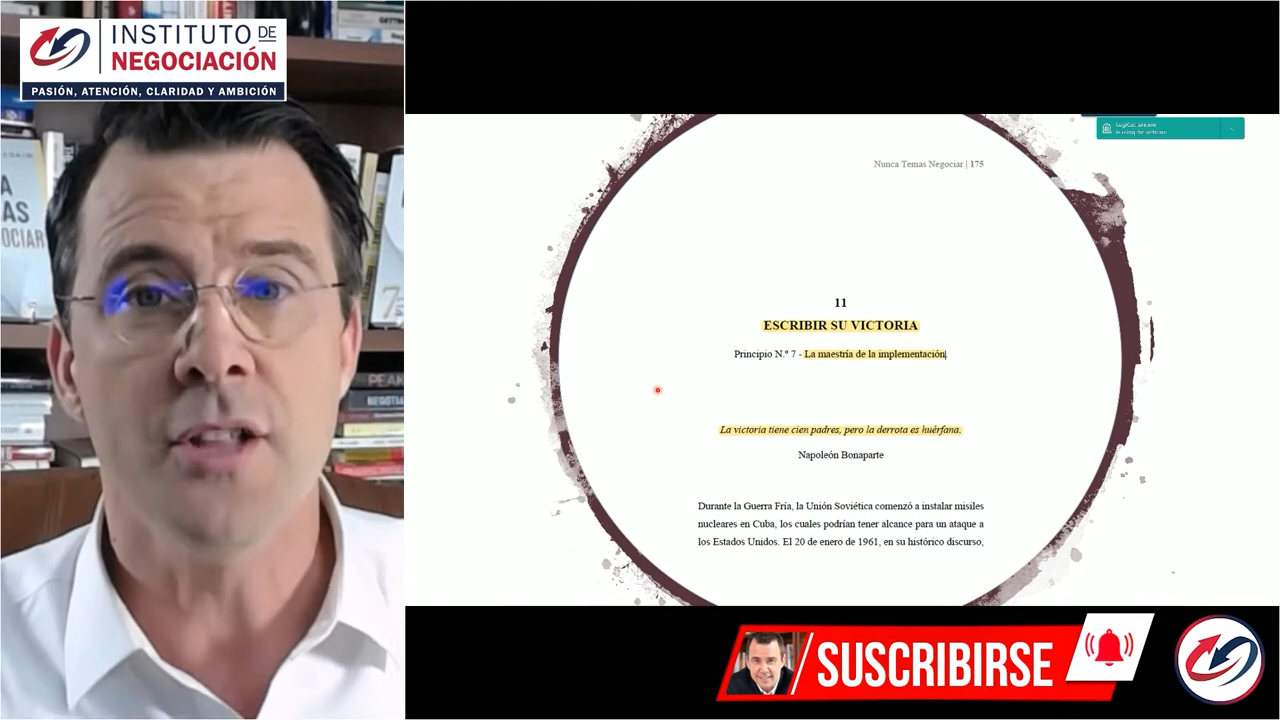 INSTITUTO DE
NEGOCIACIÓN
PASIÓN, ATENCIÓN, CLARIDAD Y AMBICIÓN
Nunca Temas Negociar | 175
11
ESCRIBIR SU VICTORIA
Principio N.º 7 - La maestría de la implementación
La victoria tiene cien padres, pero la derrota es huérfana.
Napoleón Bonaparte
Durante la Guerra Fría, la Unión Soviética comenzó a instalar misiles
nucleares en Cuba, los cuales podrían tener alcance para un ataque a
los Estados Unidos. El 20 de enero de 1961, en su histórico discurso,
SUSCRIBIRSE